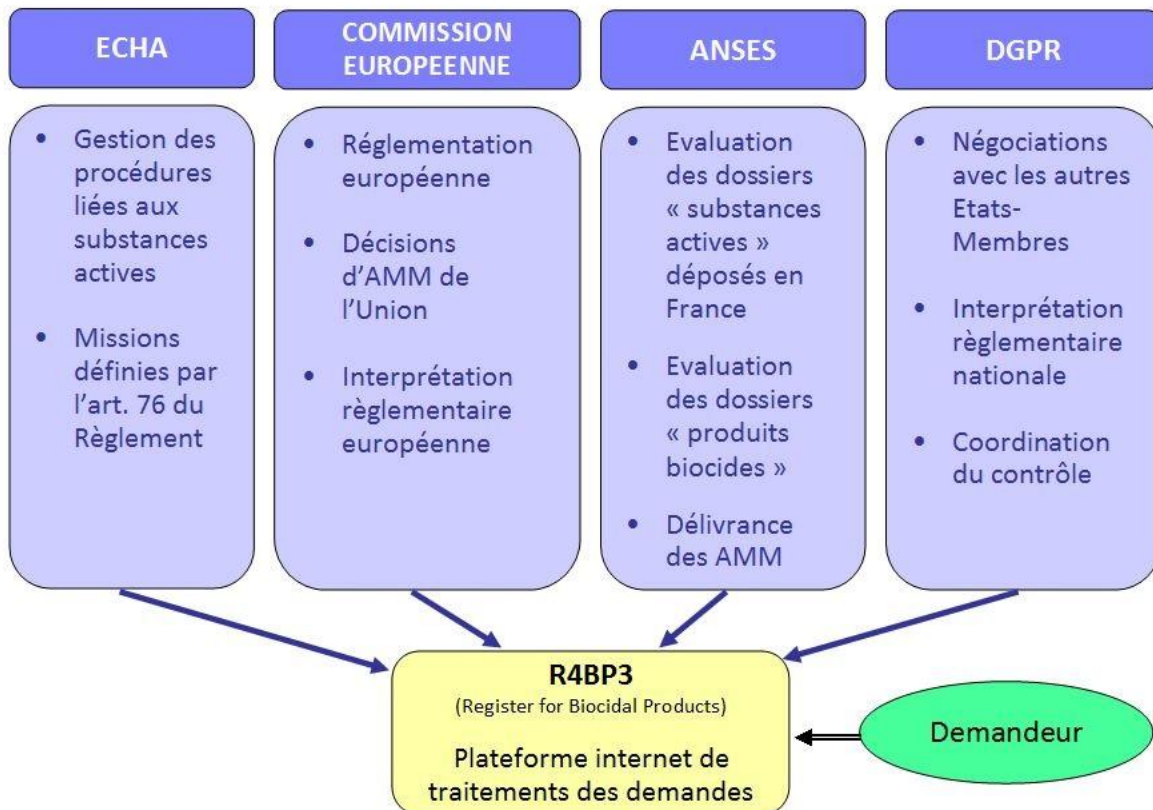 ECHA
COMMISSION
EUROPEENNE
ANSES
DGPR
• Gestion des
procédures
liées aux
substances
actives
• Missions
définies par
l’art. 76 du
Règlement
• Réglementation
européenne
• Décisions
d’AMM de
l’Union
• Interprétation
règlementaire
européenne
• Evaluation
des dossiers
« substances
actives »
déposés en
France
• Evaluation
des dossiers
« produits
biocides »
• Délivrance
des AMM
• Négociations
avec les autres
Etats-
Membres
• Interprétation
règlementaire
nationale
• Coordination
du contrôle
R4BP3
(Register for Biocidal Products)
Plateforme internet de
traitements des demandes
Demandeur